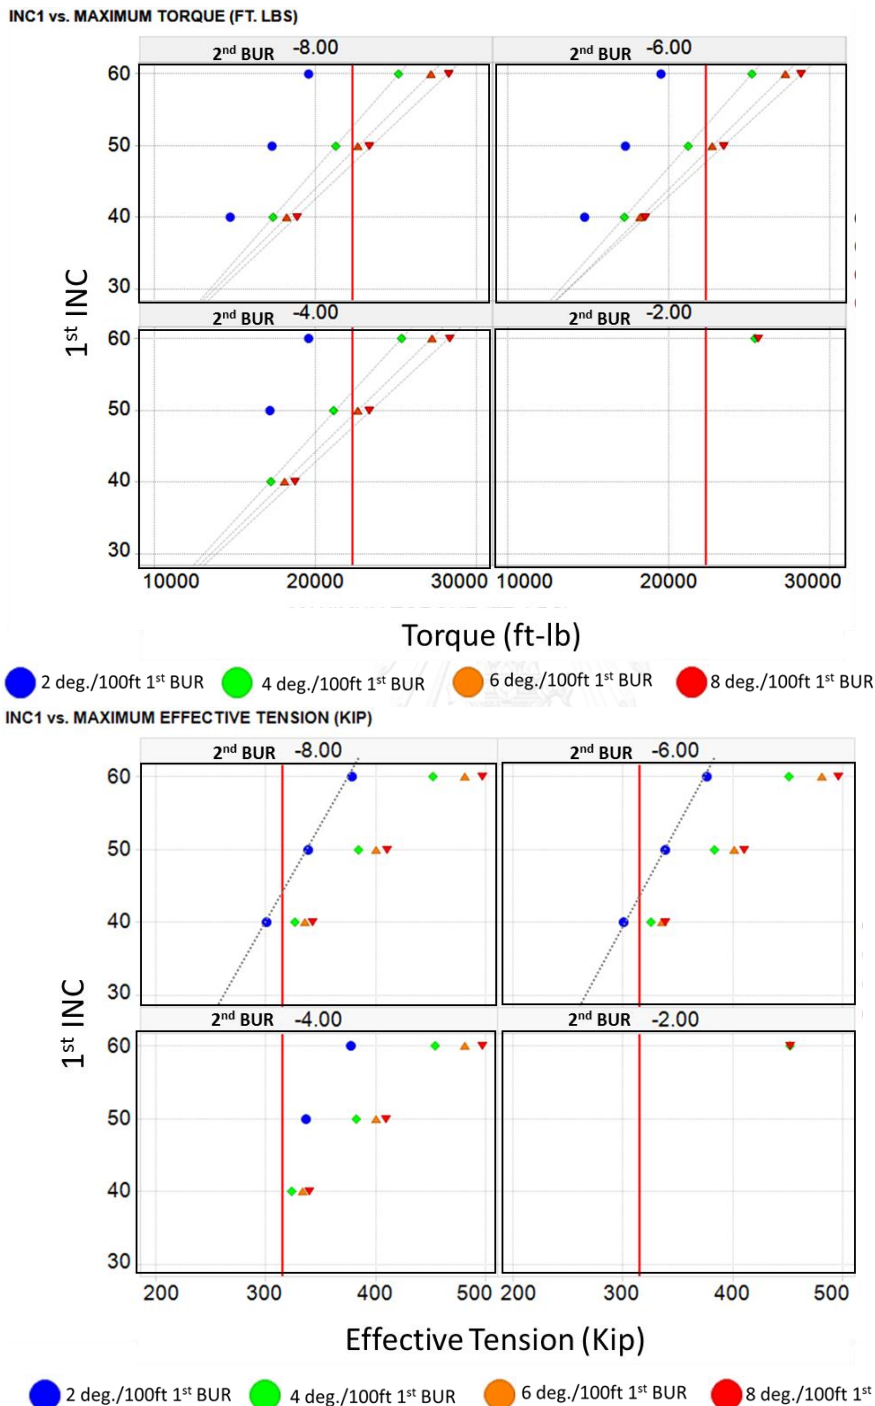 INC1 vs. MAXIMUM TORQUE (FT. LBS)
2nd BUR -8.00 2nd BUR -6.00
60
50
40
30
1st INC
2nd BUR -4.00 2nd BUR -2.00
60
50
40
30
10000 20000 30000 10000 20000 30000
Torque (ft-lb)
2 deg./100ft 1st BUR 4 deg./100ft 1st BUR 6 deg./100ft 1st BUR 8 deg./100ft 1st BUR
INC1 vs. MAXIMUM EFFECTIVE TENSION (KIP)
2nd BUR -8.00 2nd BUR -6.00
60
50
40
30
1st INC
2nd BUR -4.00 2nd BUR -2.00
60
50
40
30
200 300 400 500 200 300 400 500
Effective Tension (Kip)
2 deg./100ft 1st BUR 4 deg./100ft 1st BUR 6 deg./100ft 1st BUR 8 deg./100ft 1st